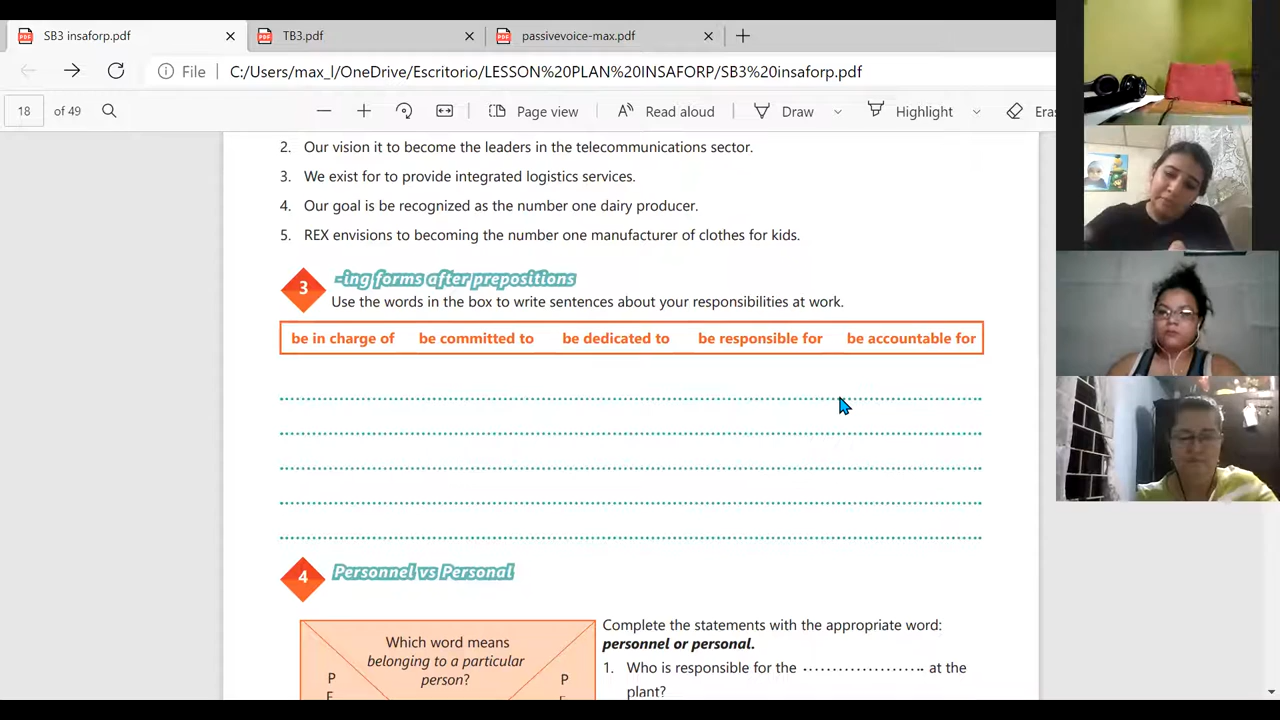 SB3 insaforp.pdf
TB3.pdf
passivevoice-max.pdf
File
C:/Users/max_l/OneDrive/Escritorio/LESSON%20PLAN%20INSAFORP/SB3%20insaforp.pdf
18 of 49
Page view
Read aloud
Draw
Highlight
2. Our vision it to become the leaders in the telecommunications sector.
3. We exist for to provide integrated logistics services.
4. Our goal is be recognized as the number one dairy producer.
5. REX envisions to becoming the number one manufacturer of clothes for kids.
3 -ing forms after prepositions
Use the words in the box to write sentences about your responsibilities at work.
be in charge of be committed to be dedicated to be responsible for be accountable for
4 Personnel vs Personal
Which word means
belonging to a particular
person?
P
P
Complete the statements with the appropriate word:
personnel or personal.
1. Who is responsible for the ..................... at the
plant?